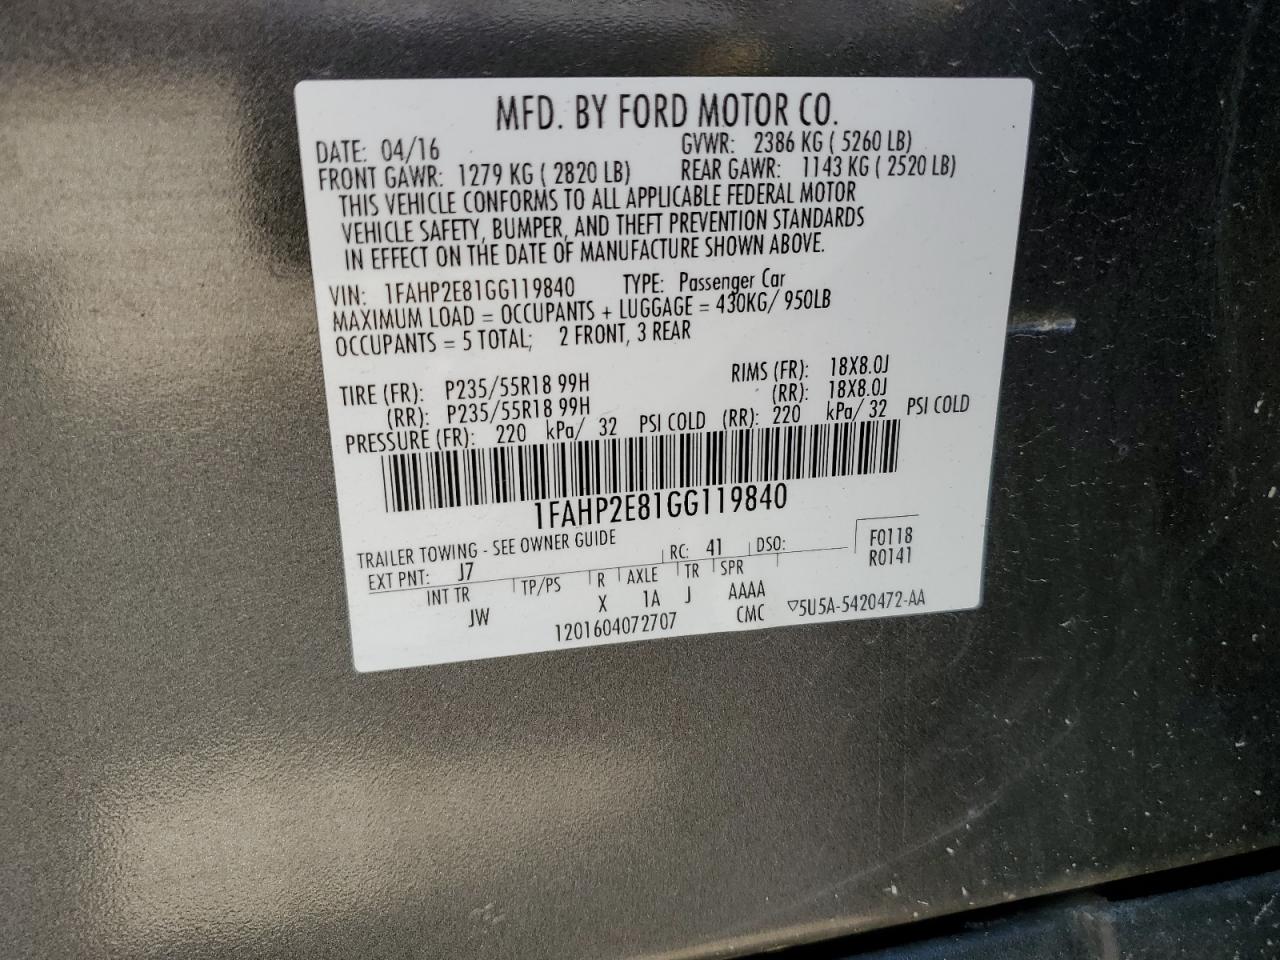 MFD. BY FORD MOTOR CO.
DATE: 04/16 GVWR: 2386 KG ( 5260 LB)
FRONT GAWR: 1279 KG ( 2820 LB) REAR GAWR: 1143 KG ( 2520 LB)
THIS VEHICLE CONFORMS TO ALL APPLICABLE FEDERAL MOTOR
VEHICLE SAFETY, BUMPER, AND THEFT PREVENTION STANDARDS
IN EFFECT ON THE DATE OF MANUFACTURE SHOWN ABOVE.
VIN: 1FAHP2E81GG119840 TYPE: Passenger Car
MAXIMUM LOAD = OCCUPANTS + LUGGAGE = 430KG/ 950LB
OCCUPANTS = 5 TOTAL; 2 FRONT, 3 REAR
TIRE (FR): P235/55R18 99H RIMS (FR): 18X8.0J
(RR): P235/55R18 99H (RR): 18X8.0J
PRESSURE (FR): 220 kPa/ 32 PSI COLD (RR): 220 kPa/ 32 PSI COLD
1FAHP2E81GG119840
TRAILER TOWING - SEE OWNER GUIDE
EXT PNT: J7 RC: 41 DSO: F0118
R0141
INT TR TP/PS R AXLE TR SPR
JW X 1A J AAAA
1201604072707 CMC ▽5U5A-5420472-AA